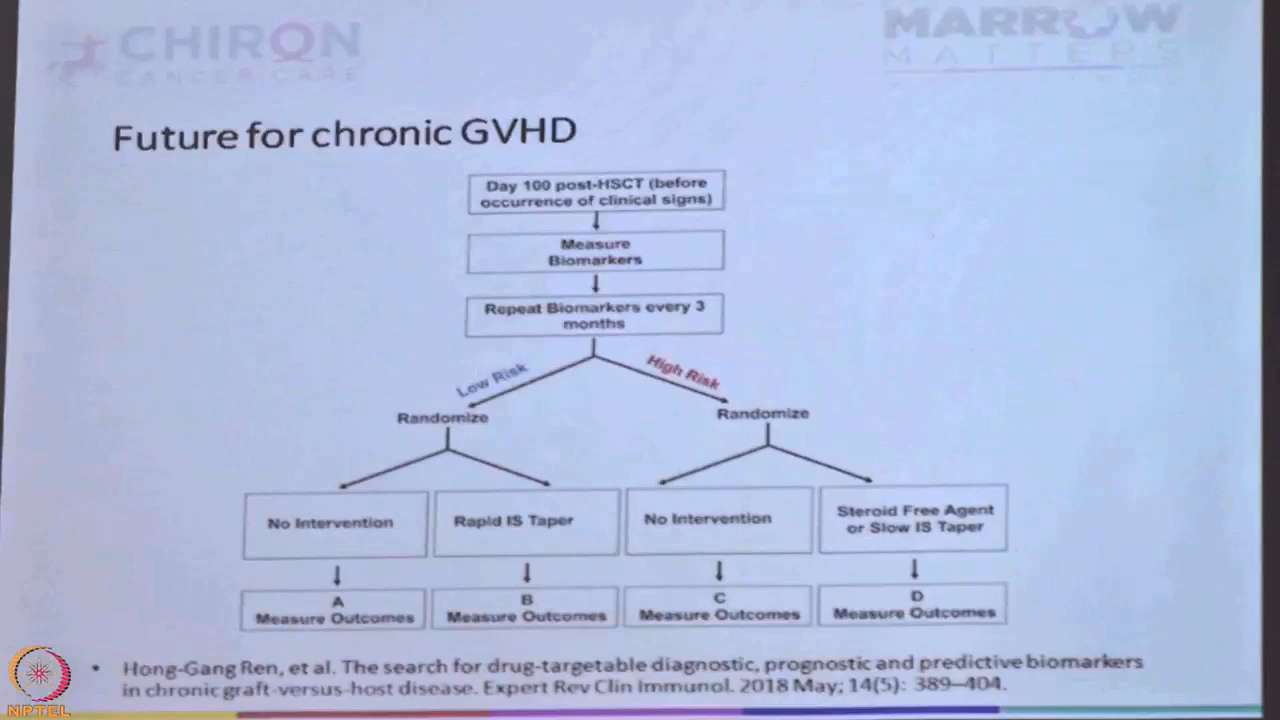 CHIRON
CANCER CARE
MARROW
MATTERS
Future for chronic GVHD
Day 100 post-HSCT (before
occurrence of clinical signs)
Measure
Biomarkers
Repeat Biomarkers every 3
months
Low Risk
High Risk
Randomize
Randomize
No Intervention
Rapid IS Taper
No Intervention
Steroid Free Agent
or Slow IS Taper
A
Measure Outcomes
B
Measure Outcomes
C
Measure Outcomes
D
Measure Outcomes
• Hong-Gang Ren, et al. The search for drug-targetable diagnostic, prognostic and predictive biomarkers
in chronic graft-versus-host disease. Expert Rev Clin Immunol. 2018 May; 14(5): 389–404.
NPTEL